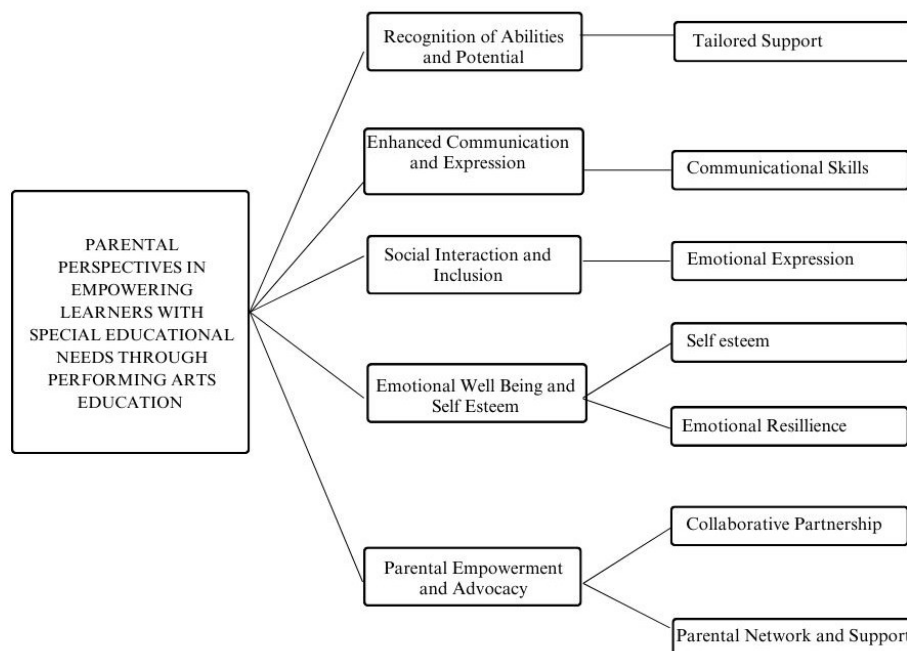 PARENTAL
PERSPECTIVES IN
EMPOWERING
LEARNERS WITH
SPECIAL EDUCATIONAL
NEEDS THROUGH
PERFORMING ARTS
EDUCATION
Recognition of Abilities
and Potential
Tailored Support
Enhanced Communication
and Expression
Communicational Skills
Social Interaction and
Inclusion
Emotional Expression
Emotional Well Being and
Self Esteem
Self esteem
Emotional Resillience
Parental Empowerment
and Advocacy
Collaborative Partnership
Parental Network and Support